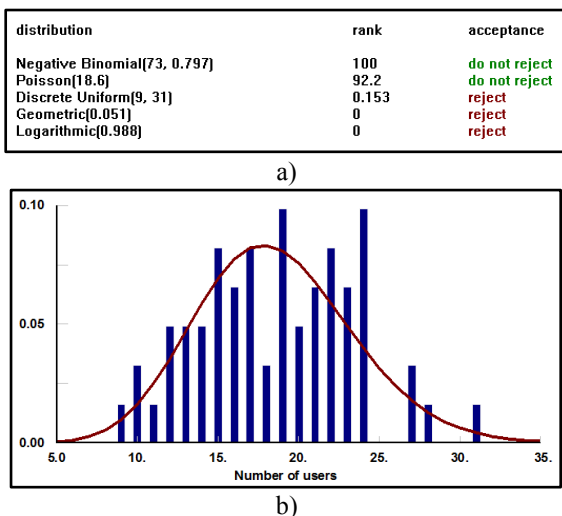 distribution rank acceptance
Negative Binomial(73, 0.797) 100 do not reject
Poisson(18.6) 92.2 do not reject
Discrete Uniform(9, 31) 0.153 reject
Geometric(0.051) 0 reject
Logarithmic(0.988) 0 reject
a)
0.10
0.05
0.00
5.0 10. 15. 20. 25. 30. 35.
Number of users
b)